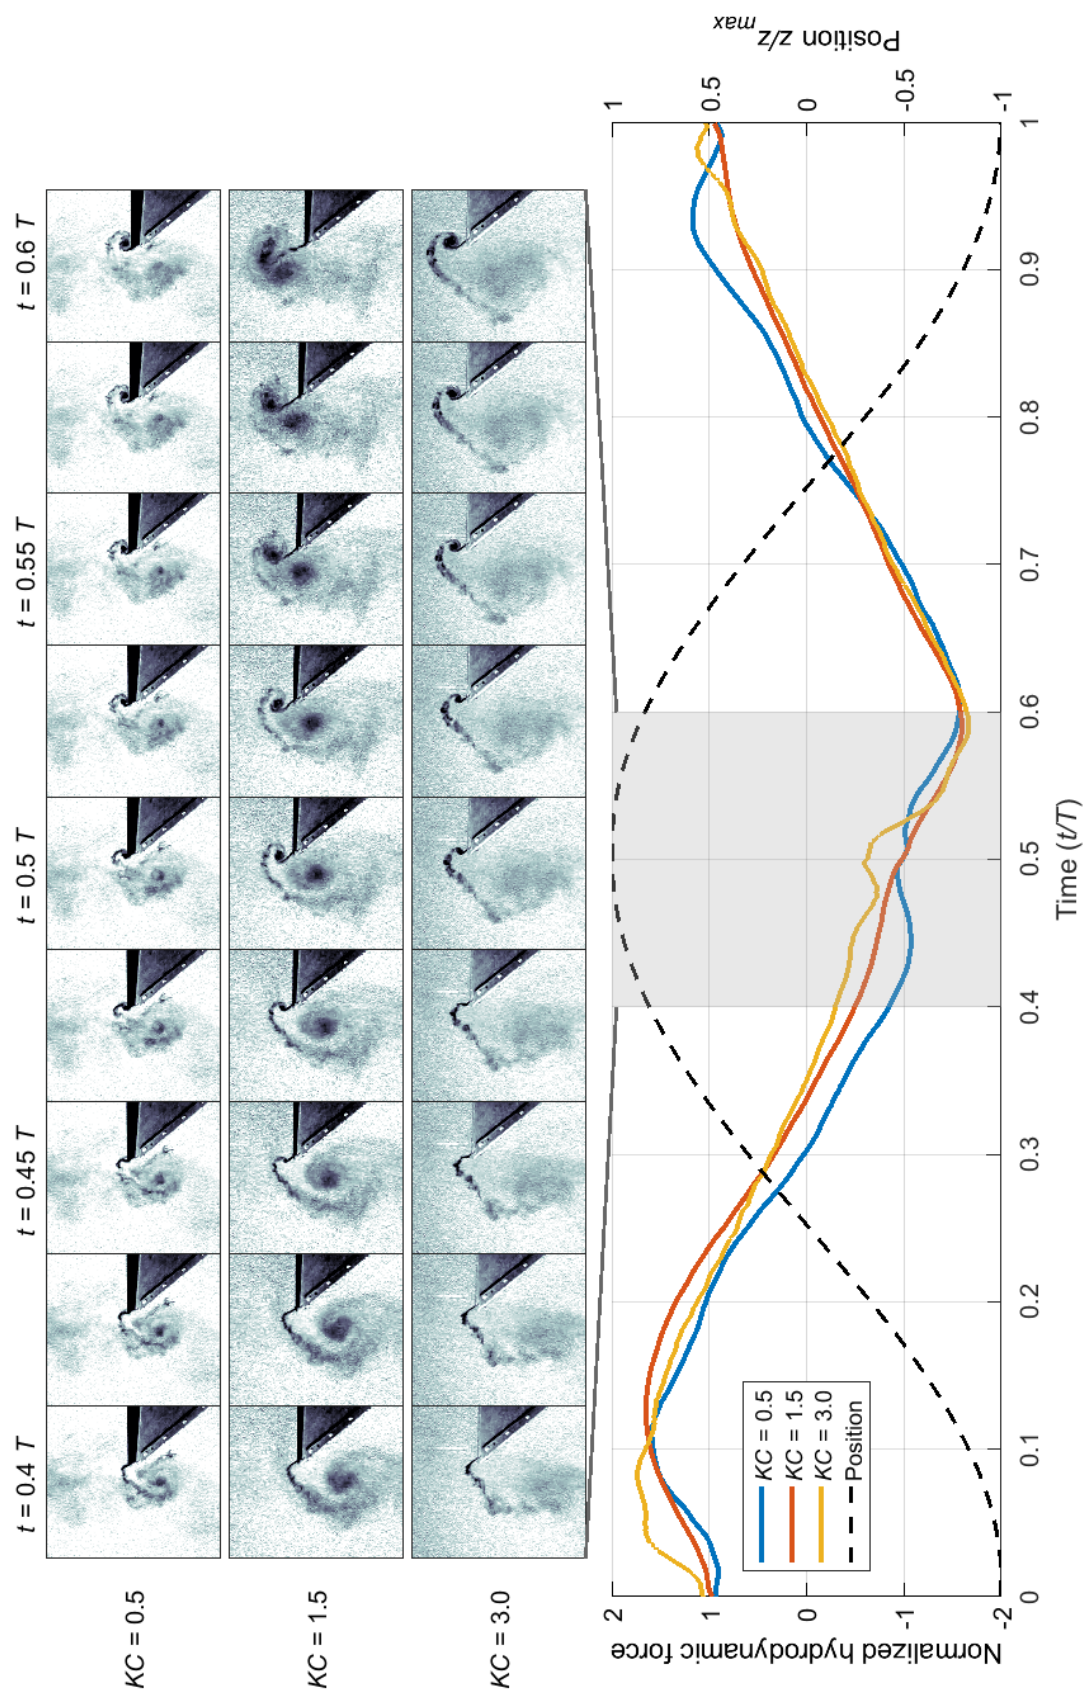 t = 0.4 T
t = 0.45 T
t = 0.5 T
t = 0.55 T
t = 0.6 T
KC = 0.5
KC = 1.5
KC = 3.0
Normalized hydrodynamic force
2
1
0
-1
-2
KC = 0.5
KC = 1.5
KC = 3.0
Position
Position z/zmax
1
0.5
0
-0.5
-1
0
0.1
0.2
0.3
0.4
0.5
0.6
0.7
0.8
0.9
1
Time (t/T)